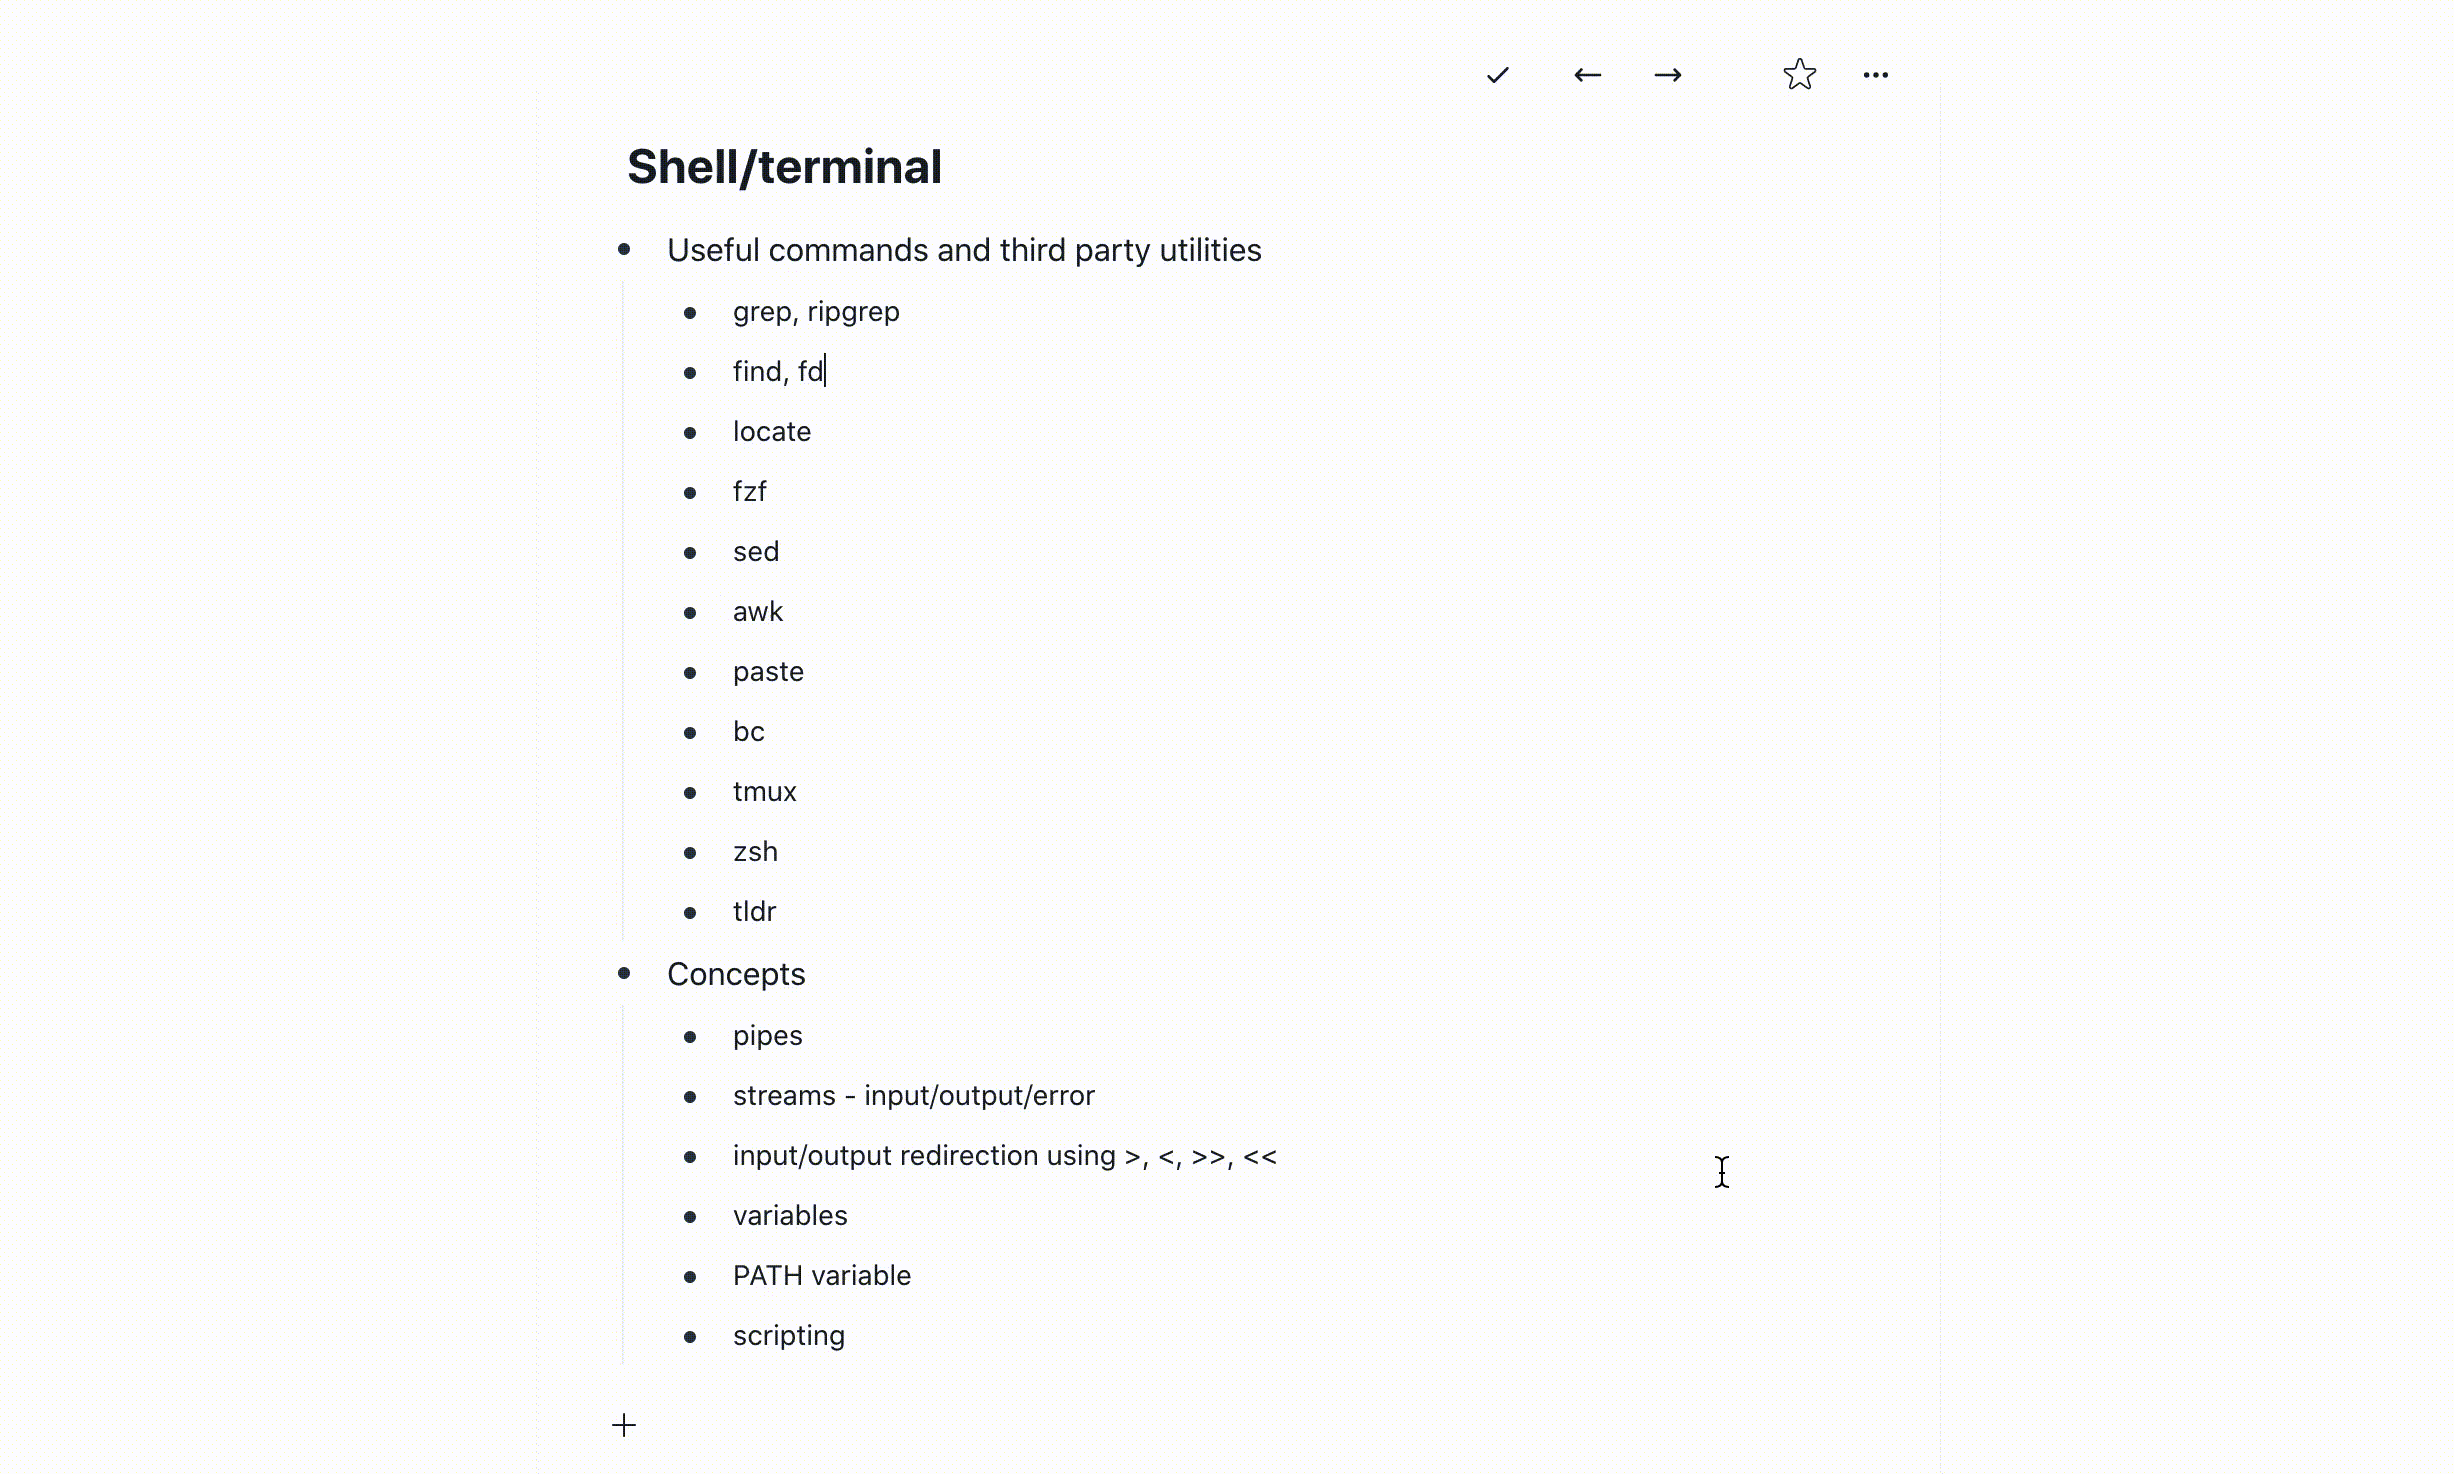 Shell/terminal
Useful commands and third party utilities
grep, ripgrep
find, fd
locate
fzf
sed
awk
paste
bc
tmux
zsh
tldr
Concepts
pipes
streams - input/output/error
input/output redirection using >, <, >>, <<
variables
PATH variable
scripting